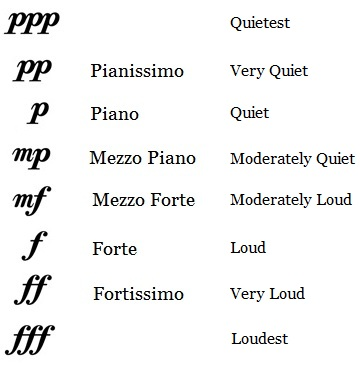 ppp Quietest
pp Pianissimo Very Quiet
p Piano Quiet
mp Mezzo Piano Moderately Quiet
mf Mezzo Forte Moderately Loud
f Forte Loud
ff Fortissimo Very Loud
fff Loudest